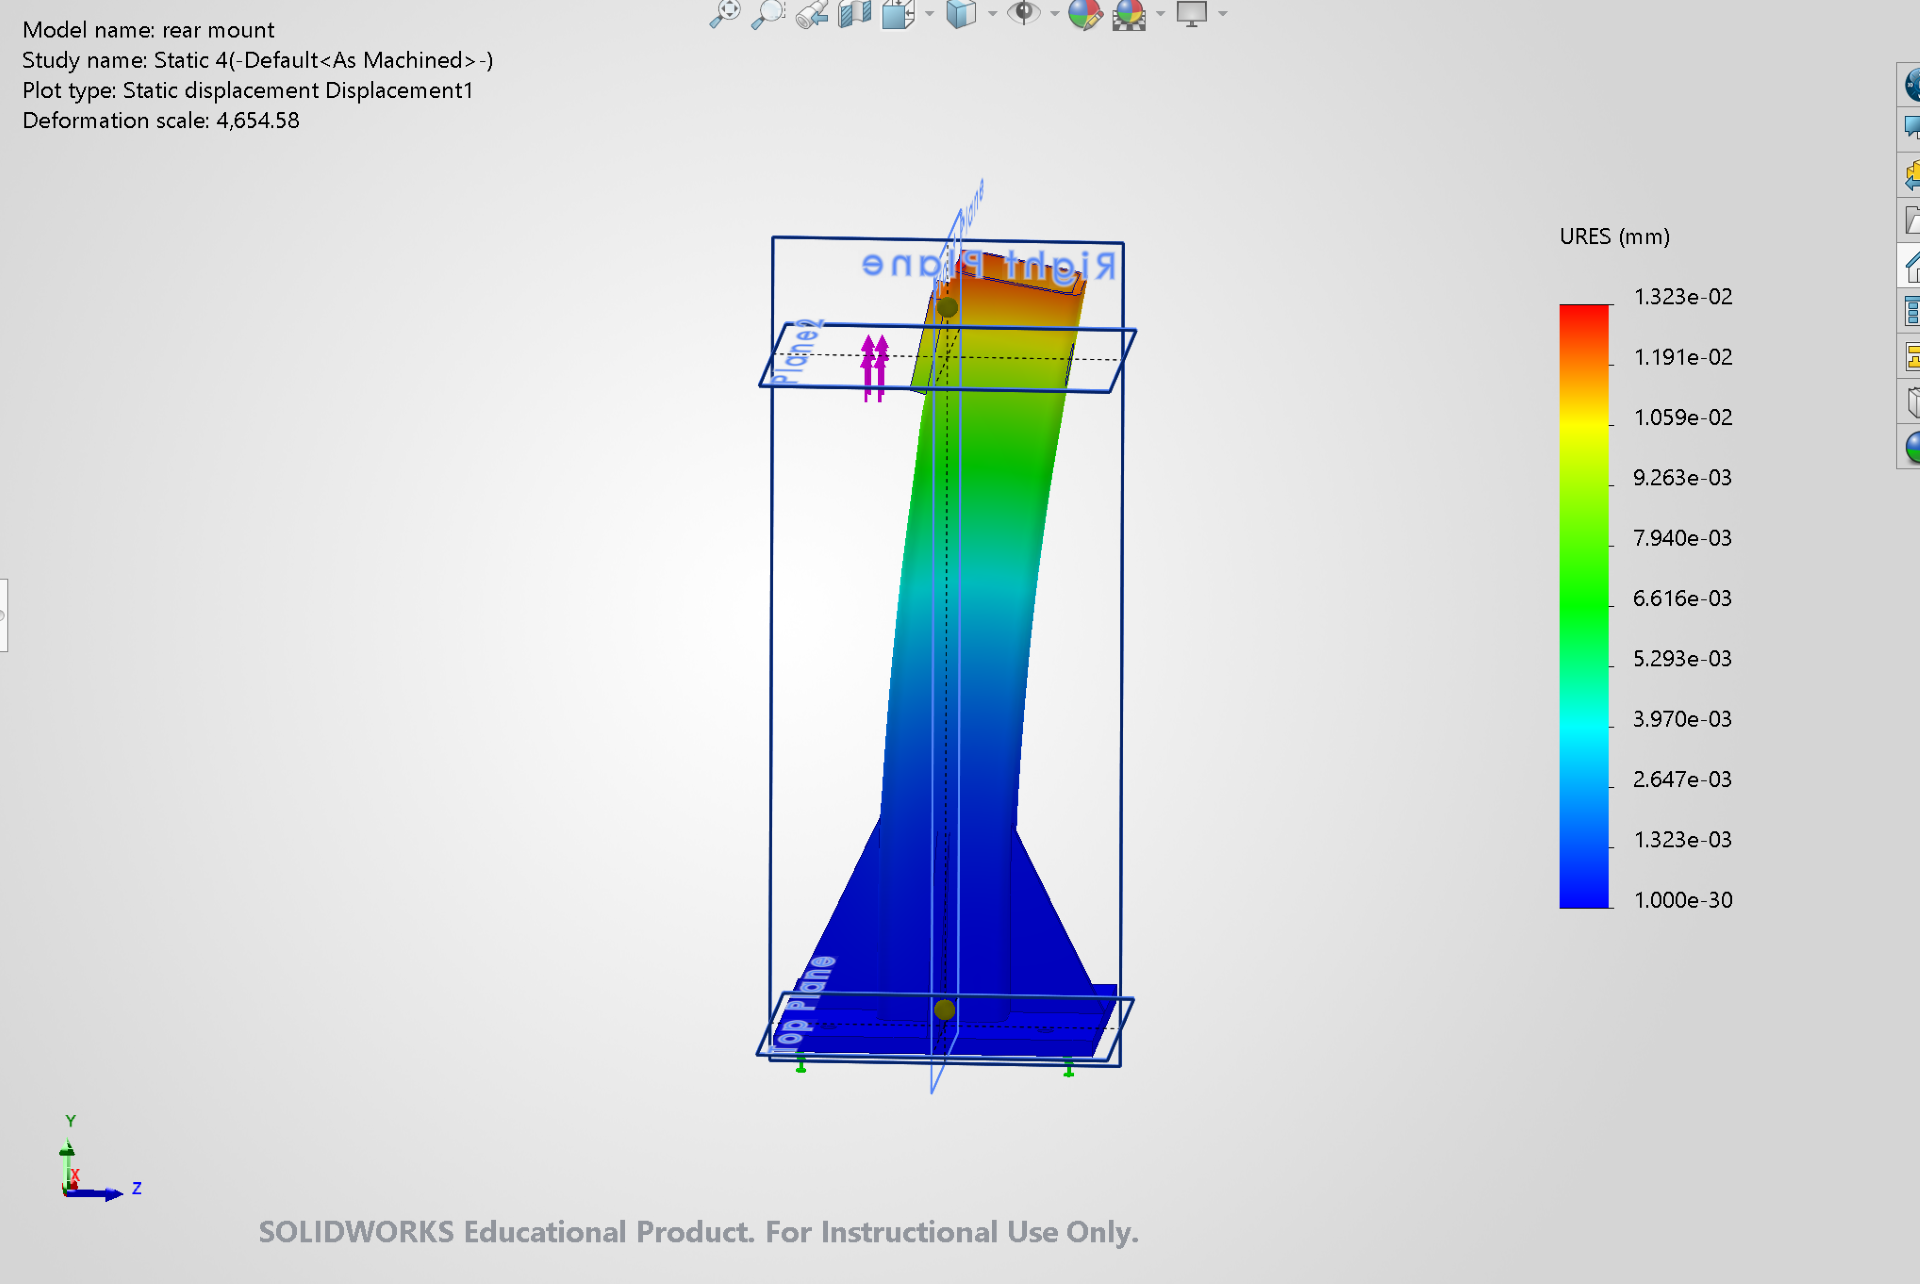 Model name: rear mount
Study name: Static 4(-Default<As Machined>-)
Plot type: Static displacement Displacement1
Deformation scale: 4,654.58
Plane
Right Plane
Plane2
Top Plane
URES (mm)
1.323e-02
1.191e-02
1.059e-02
9.263e-03
7.940e-03
6.616e-03
5.293e-03
3.970e-03
2.647e-03
1.323e-03
1.000e-30
Y
X
Z
SOLIDWORKS Educational Product. For Instructional Use Only.